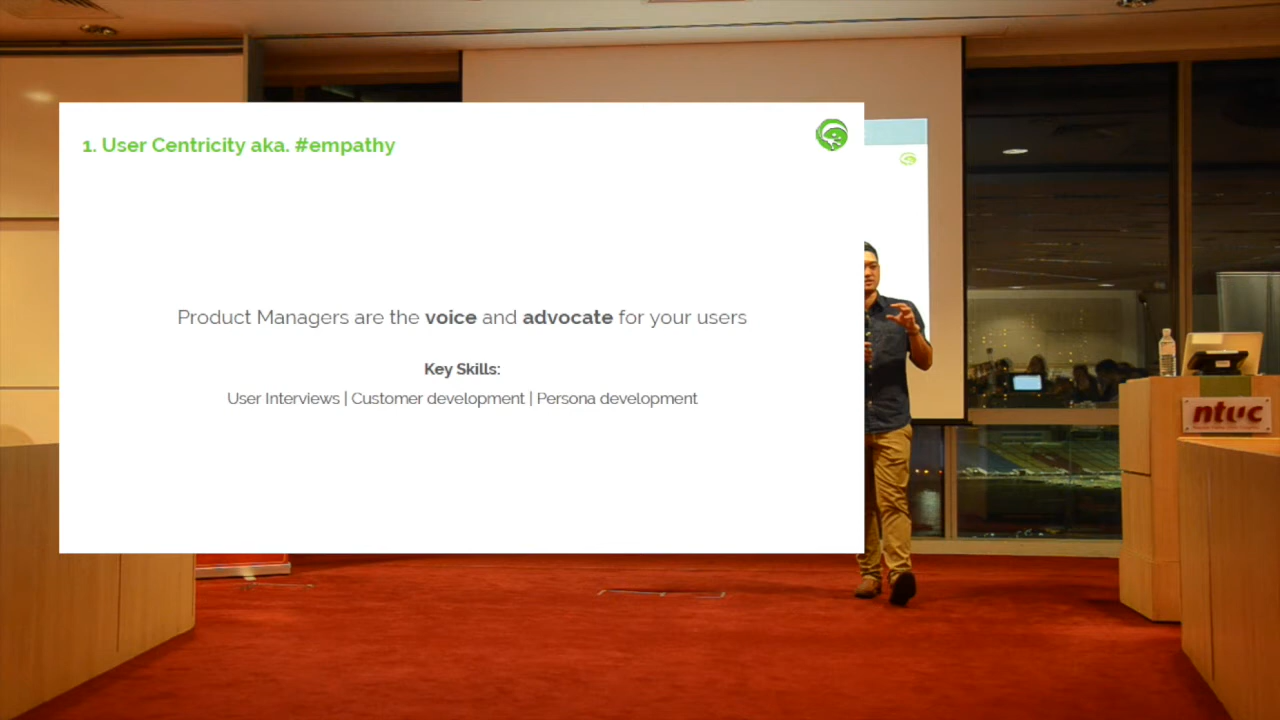 1. User Centricity aka. #empathy
Product Managers are the voice and advocate for your users
Key Skills:
User Interviews | Customer development | Persona development
ntuc